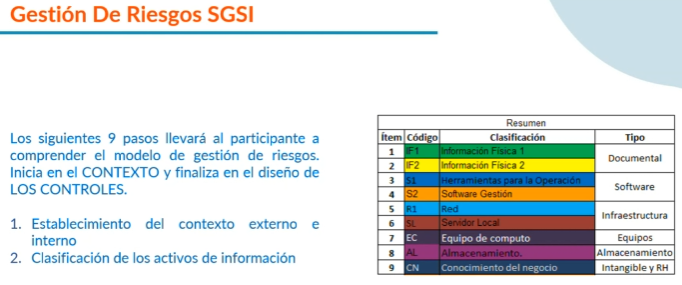 Gestión De Riesgos SGSI
Los siguientes 9 pasos llevará al participante a
comprender el modelo de gestión de riesgos.
Inicia en el CONTEXTO y finaliza en el diseño de
LOS CONTROLES.
1. Establecimiento del contexto externo e
interno
2. Clasificación de los activos de información
Resumen
Ítem Código Clasificación Tipo
1 IF1 Información Física 1
Documental
2 IF2 Información Física 2
3 S1 Herramientas para la Operación
Software
4 S2 Software Gestión
5 R1 Red
Infraestructura
6 SL Servidor Local
7 EC Equipo de computo Equipos
8 AL Almacenamiento. Almacenamiento
9 CN Conocimiento del negocio Intangible y RH